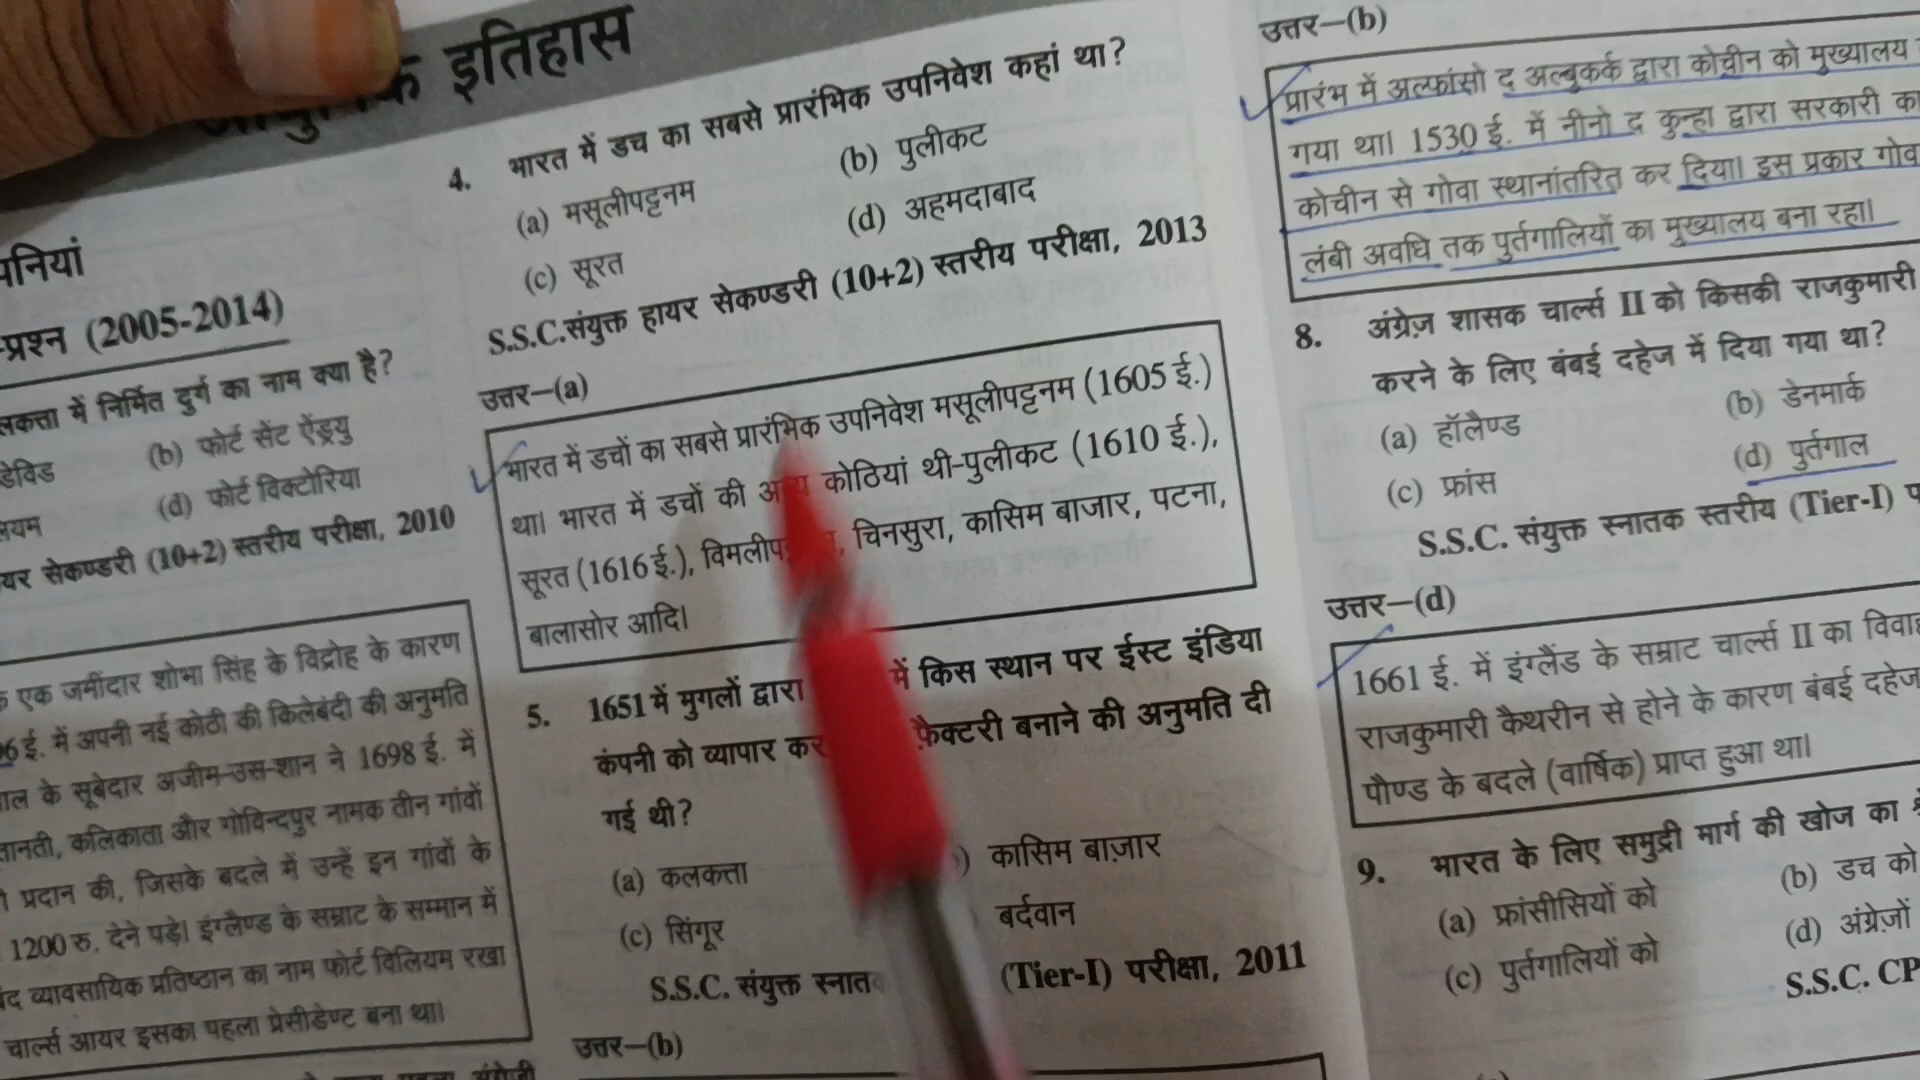 इतिहास
प्रश्न (2005-2014)
में निर्मित दुर्ग का नाम क्या है?
(b) फोर्ट सेंट ऐंड्रयु
(d) फोर्ट विक्टोरिया
सेकण्डरी (10+2) स्तरीय परीक्षा, 2010
एक जमींदार शोभा सिंह के विद्रोह के कारण
ई. में अपनी नई कोठी की किलेबंदी की अनुमति
के सूबेदार अजीम-उस-शान ने 1698 ई. में
कलिकाता और गोविन्दपुर नामक तीन गांवों
प्रदान की, जिसके बदले में उन्हें इन गांवों के
1200 रु. देने पड़े। इंग्लैण्ड के सम्राट के सम्मान में
व्यावसायिक प्रतिष्ठान का नाम फोर्ट विलियम रखा
चार्ल्स आयर इसका पहला प्रेसीडेण्ट बना था।
4. भारत में डच का सबसे प्रारंभिक उपनिवेश कहां था?
(a) मसूलीपट्टनम (b) पुलीकट
(c) सूरत (d) अहमदाबाद
S.S.C.संयुक्त हायर सेकण्डरी (10+2) स्तरीय परीक्षा, 2013
उत्तर—(a)
भारत में डचों का सबसे प्रारंभिक उपनिवेश मसूलीपट्टनम (1605 ई.)
था। भारत में डचों की कोठियां थी-पुलीकट (1610 ई.),
सूरत (1616 ई.), चिनसुरा, कासिम बाजार, पटना,
बालासोर आदि।
5. 1651 में मुगलों द्वारा में किस स्थान पर ईस्ट इंडिया
कंपनी को व्यापार फ़ैक्टरी बनाने की अनुमति दी
गई थी?
(a) कलकत्ता कासिम बाज़ार
(c) सिंगूर बर्दवान
S.S.C. संयुक्त (Tier-I) परीक्षा, 2011
उत्तर—(b)
उत्तर—(b)
प्रारंभ में अल्फांसो द अल्बुकर्क द्वारा कोचीन को मुख्यालय
गया था। 1530 ई. में नीनो द कुन्हा द्वारा सरकारी
कोचीन से गोवा स्थानांतरित कर दिया। इस प्रकार
लंबी अवधि तक पुर्तगालियों का मुख्यालय बना रहा।
8. अंग्रेज़ शासक चार्ल्स II को किसकी राजकुमारी
करने के लिए बंबई दहेज में दिया गया था?
(a) हॉलैण्ड (b) डेनमार्क
(c) फ्रांस (d) पुर्तगाल
S.S.C. संयुक्त स्नातक स्तरीय (Tier-I)
उत्तर—(d)
1661 ई. में इंग्लैंड के सम्राट चार्ल्स II का
राजकुमारी कैथरीन से होने के कारण बंबई दहेज
पौण्ड के बदले (वार्षिक) प्राप्त हुआ था।
9. भारत के लिए समुद्री मार्ग की खोज का
(a) फ्रांसीसियों को (b) डच को
(c) पुर्तगालियों को (d) अंग्रेज़ों
S.S.C. CP